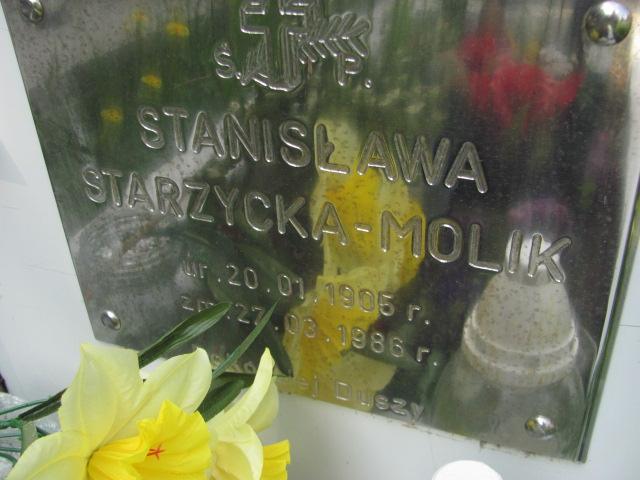 Ś. P.
STANISŁAWA
STARZYCKA-MOLIK
ur. 20.01.1905 r.
zm. 27.03.1986 r.
Duszy